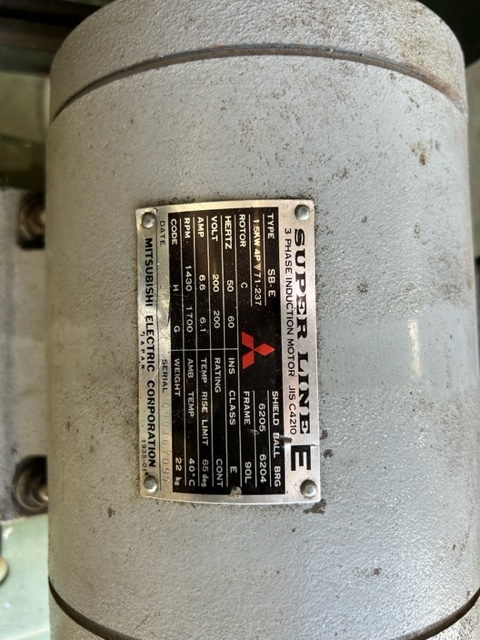 SUPER LINE E
3 PHASE INDUCTION MOTOR JIS C4210
TYPE SB-E SHIELD BALL BRG
1.5KW 4P 71.237 6205 6204
ROTOR C FRAME 90L
HERTZ 50 60 INS CLASS E
VOLT 200 200 RATING CONT
AMP 6.6 6.1 TEMP RISE LIMIT 65 deg
RPM 1430 1700 AMB TEMP 40°C
CODE H G WEIGHT 22 kg
DATE SERIAL
MITSUBISHI ELECTRIC CORPORATION
JAPAN